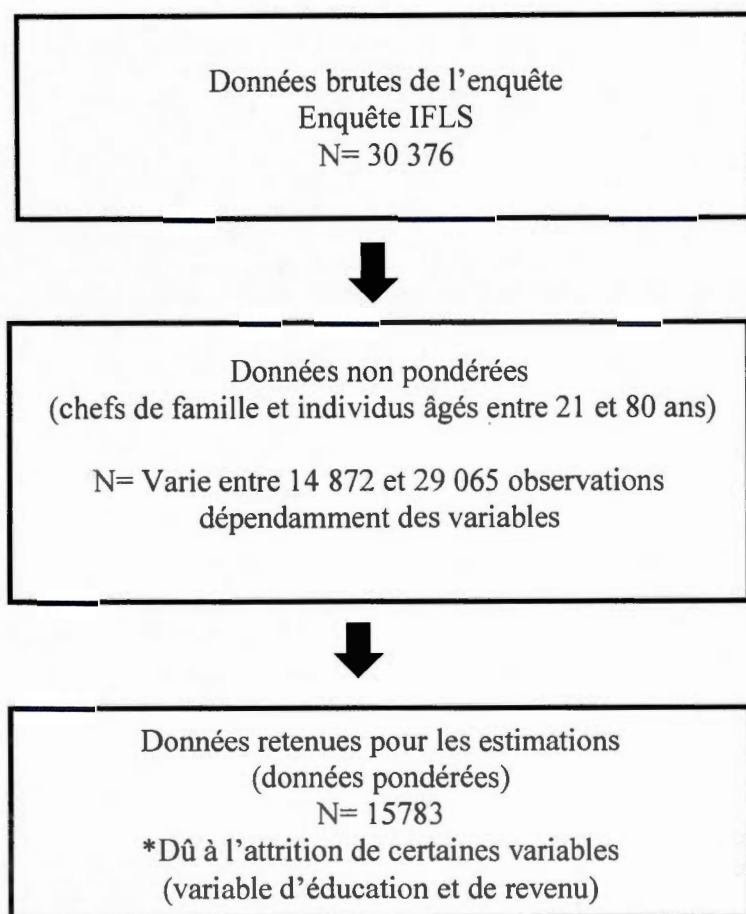 Données brutes de l'enquête
Enquête IFLS
N= 30 376
Données non pondérées
(chefs de famille et individus âgés entre 21 et 80 ans)
N= Varie entre 14 872 et 29 065 observations
dépendamment des variables
Données retenues pour les estimations
(données pondérées)
N= 15783
*Dû à l'attrition de certaines variables
(variable d'éducation et de revenu)